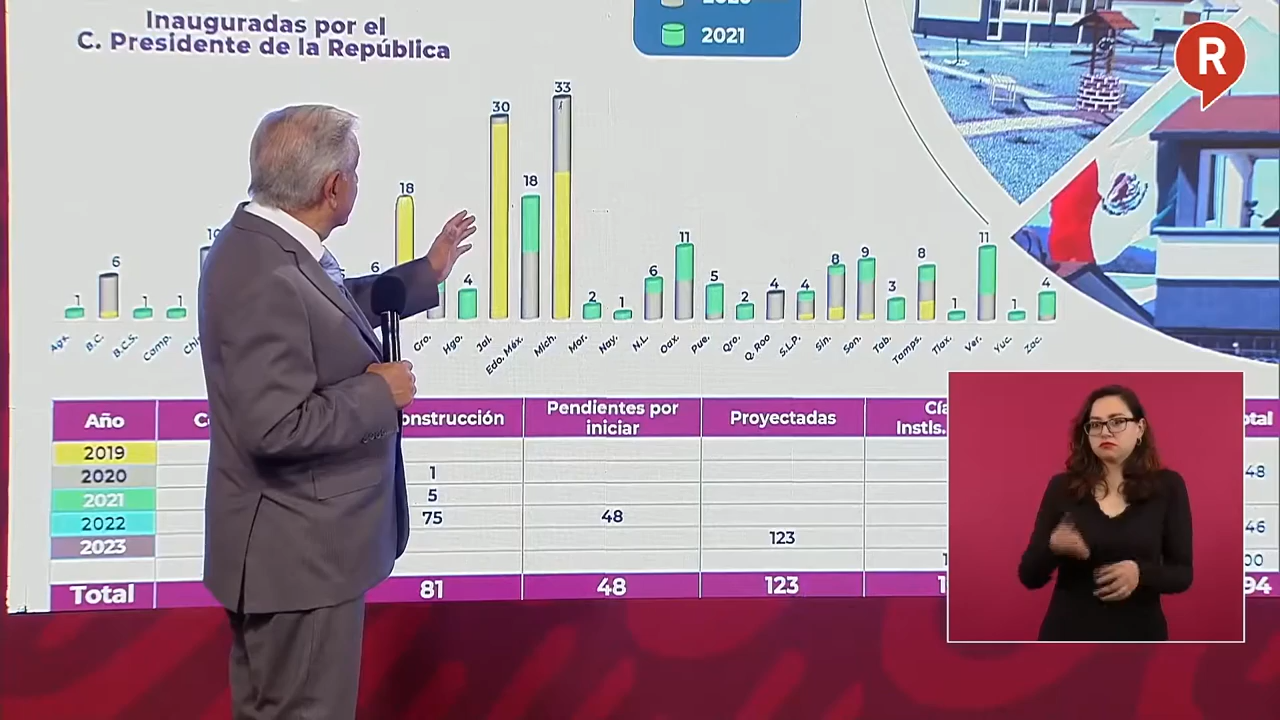 Inauguradas por el
C. Presidente de la República
2021
R
1
6
1
1
18
6
4
30
18
33
2
1
6
11
5
2
4
4
8
9
3
8
1
11
1
4
Ags.
B.C.
B.C.S.
Camp.
Gro.
Hgo.
Jal.
Edo. Méx.
Mich.
Mor.
Nay.
N.L.
Oax.
Pue.
Qro.
Q. Roo
S.L.P.
Sin.
Son.
Tab.
Tamps.
Tlax.
Ver.
Yuc.
Zac.
Año
Pendientes por
iniciar
Proyectadas
2019
2020 1
2021 5
2022 75 48
2023 123
Total 81 48 123